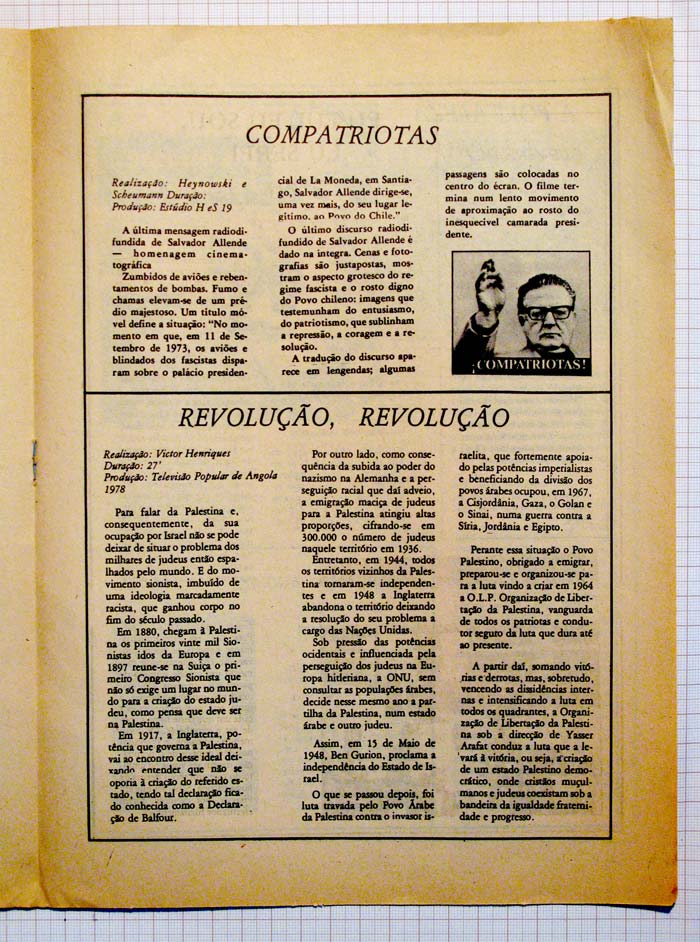 COMPATRIOTAS
Realização: Heynowski e
Scheumann Duração:
Produção: Estúdio H eS 19
A última mensagem radiodi-
fundida de Salvador Allende
— homenagem cinema-
tográfica
Zumbidos de aviões e reben-
tamentos de bombas. Fumo e
chamas elevam-se de um pré-
dio majestoso. Um título mó-
vel define a situação: "No mo-
mento em que, em 11 de Se-
tembro de 1973, os aviões e
blindados dos fascistas dispa-
ram sobre o palácio presiden-
cial de La Moneda, em Santia-
go, Salvador Allende dirige-se,
uma vez mais, do seu lugar le-
gítimo, ao Povo do Chile."
O último discurso radiodi-
fundido de Salvador Allende é
dado na íntegra. Cenas e foto-
grafias são justapostas, mos-
tram o aspecto grotesco do re-
gime fascista e o rosto digno
do Povo chileno: imagens que
testemunham do entusiasmo,
do patriotismo, que sublinham
a repressão, a coragem e a re-
solução.
A tradução do discurso apa-
rece em lengendas; algumas
passagens são colocadas no
centro do écran. O filme ter-
mina num lento movimento
de aproximação ao rosto do
inesquecível camarada presi-
dente.
¡COMPATRIOTAS!
REVOLUÇÃO, REVOLUÇÃO
Realização: Victor Henriques
Duração: 27'
Produção: Televisão Popular de Angola
1978
Para falar da Palestina e,
consequentemente, da sua
ocupação por Israel não se pode
deixar de situar o problema dos
milhares de judeus então espa-
lhados pelo mundo. E do mo-
vimento sionista, imbuído de
uma ideologia marcadamente
racista, que ganhou corpo no
fim do século passado.
Em 1880, chegam à Palesti-
na os primeiros vinte mil Sio-
nistas idos da Europa e em
1897 reune-se na Suiça o pri-
meiro Congresso Sionista que
não só exige um lugar no mun-
do para a criação do estado ju-
deu, como pensa que deve ser
na Palestina.
Em 1917, a Inglaterra, po-
tência que governa a Palestina,
vai ao encontro desse ideal dei-
xando entender que não se
oporia à criação do referido es-
tado, tendo tal declaração fica-
do conhecida como a Declara-
ção de Balfour.
Por outro lado, como conse-
quência da subida ao poder do
nazismo na Alemanha e a per-
seguição racial que daí adveio,
a emigração maciça de judeus
para a Palestina atingiu altas
proporções, cifrando-se em
300.000 o número de judeus
naquele território em 1936.
Entretanto, em 1944, todos
os territórios vizinhos da Pales-
tina tornaram-se independen-
tes e em 1948 a Inglaterra
abandona o território deixando
a resolução do seu problema a
cargo das Nações Unidas.
Sob pressão das potências
ocidentais e influenciada pela
perseguição dos judeus na Eu-
ropa hitleriana, a ONU, sem
consultar as populações árabes,
decide nesse mesmo ano a par-
tilha da Palestina, num estado
árabe e outro judeu.
Assim, em 15 de Maio de
1948, Ben Gurion, proclama a
independência do Estado de Is-
rael.
O que se passou depois, foi
luta travada pelo Povo Árabe
da Palestina contra o invasor is-
raelita, que fortemente apoia-
do pelas potências imperialistas
e beneficiando da divisão dos
povos árabes ocupou, em 1967,
a Cisjordânia, Gaza, o Golan e
o Sinai, numa guerra contra a
Síria, Jordânia e Egipto.
Perante essa situação o Povo
Palestino, obrigado a emigrar,
preparou-se e organizou-se pa-
ra a luta vindo a criar em 1964
a O.L.P. Organização de Liber-
tação da Palestina, vanguarda
de todos os patriotas e condu-
tor seguro da luta que dura até
ao presente.
A partir daí, somando vitó-
rias e derrotas, mas, sobretudo,
vencendo as dissidências inter-
nas e intensificando a luta em
todos os quadrantes, a Organi-
zação de Libertação da Palesti-
na sob a direcção de Yasser
Arafat conduz a luta que a le-
vará à vitória, ou seja, a criação
de um estado Palestino demo-
crático, onde cristãos muçul-
manos e judeus coexistam sob a
bandeira da igualdade fraterni-
dade e progresso.